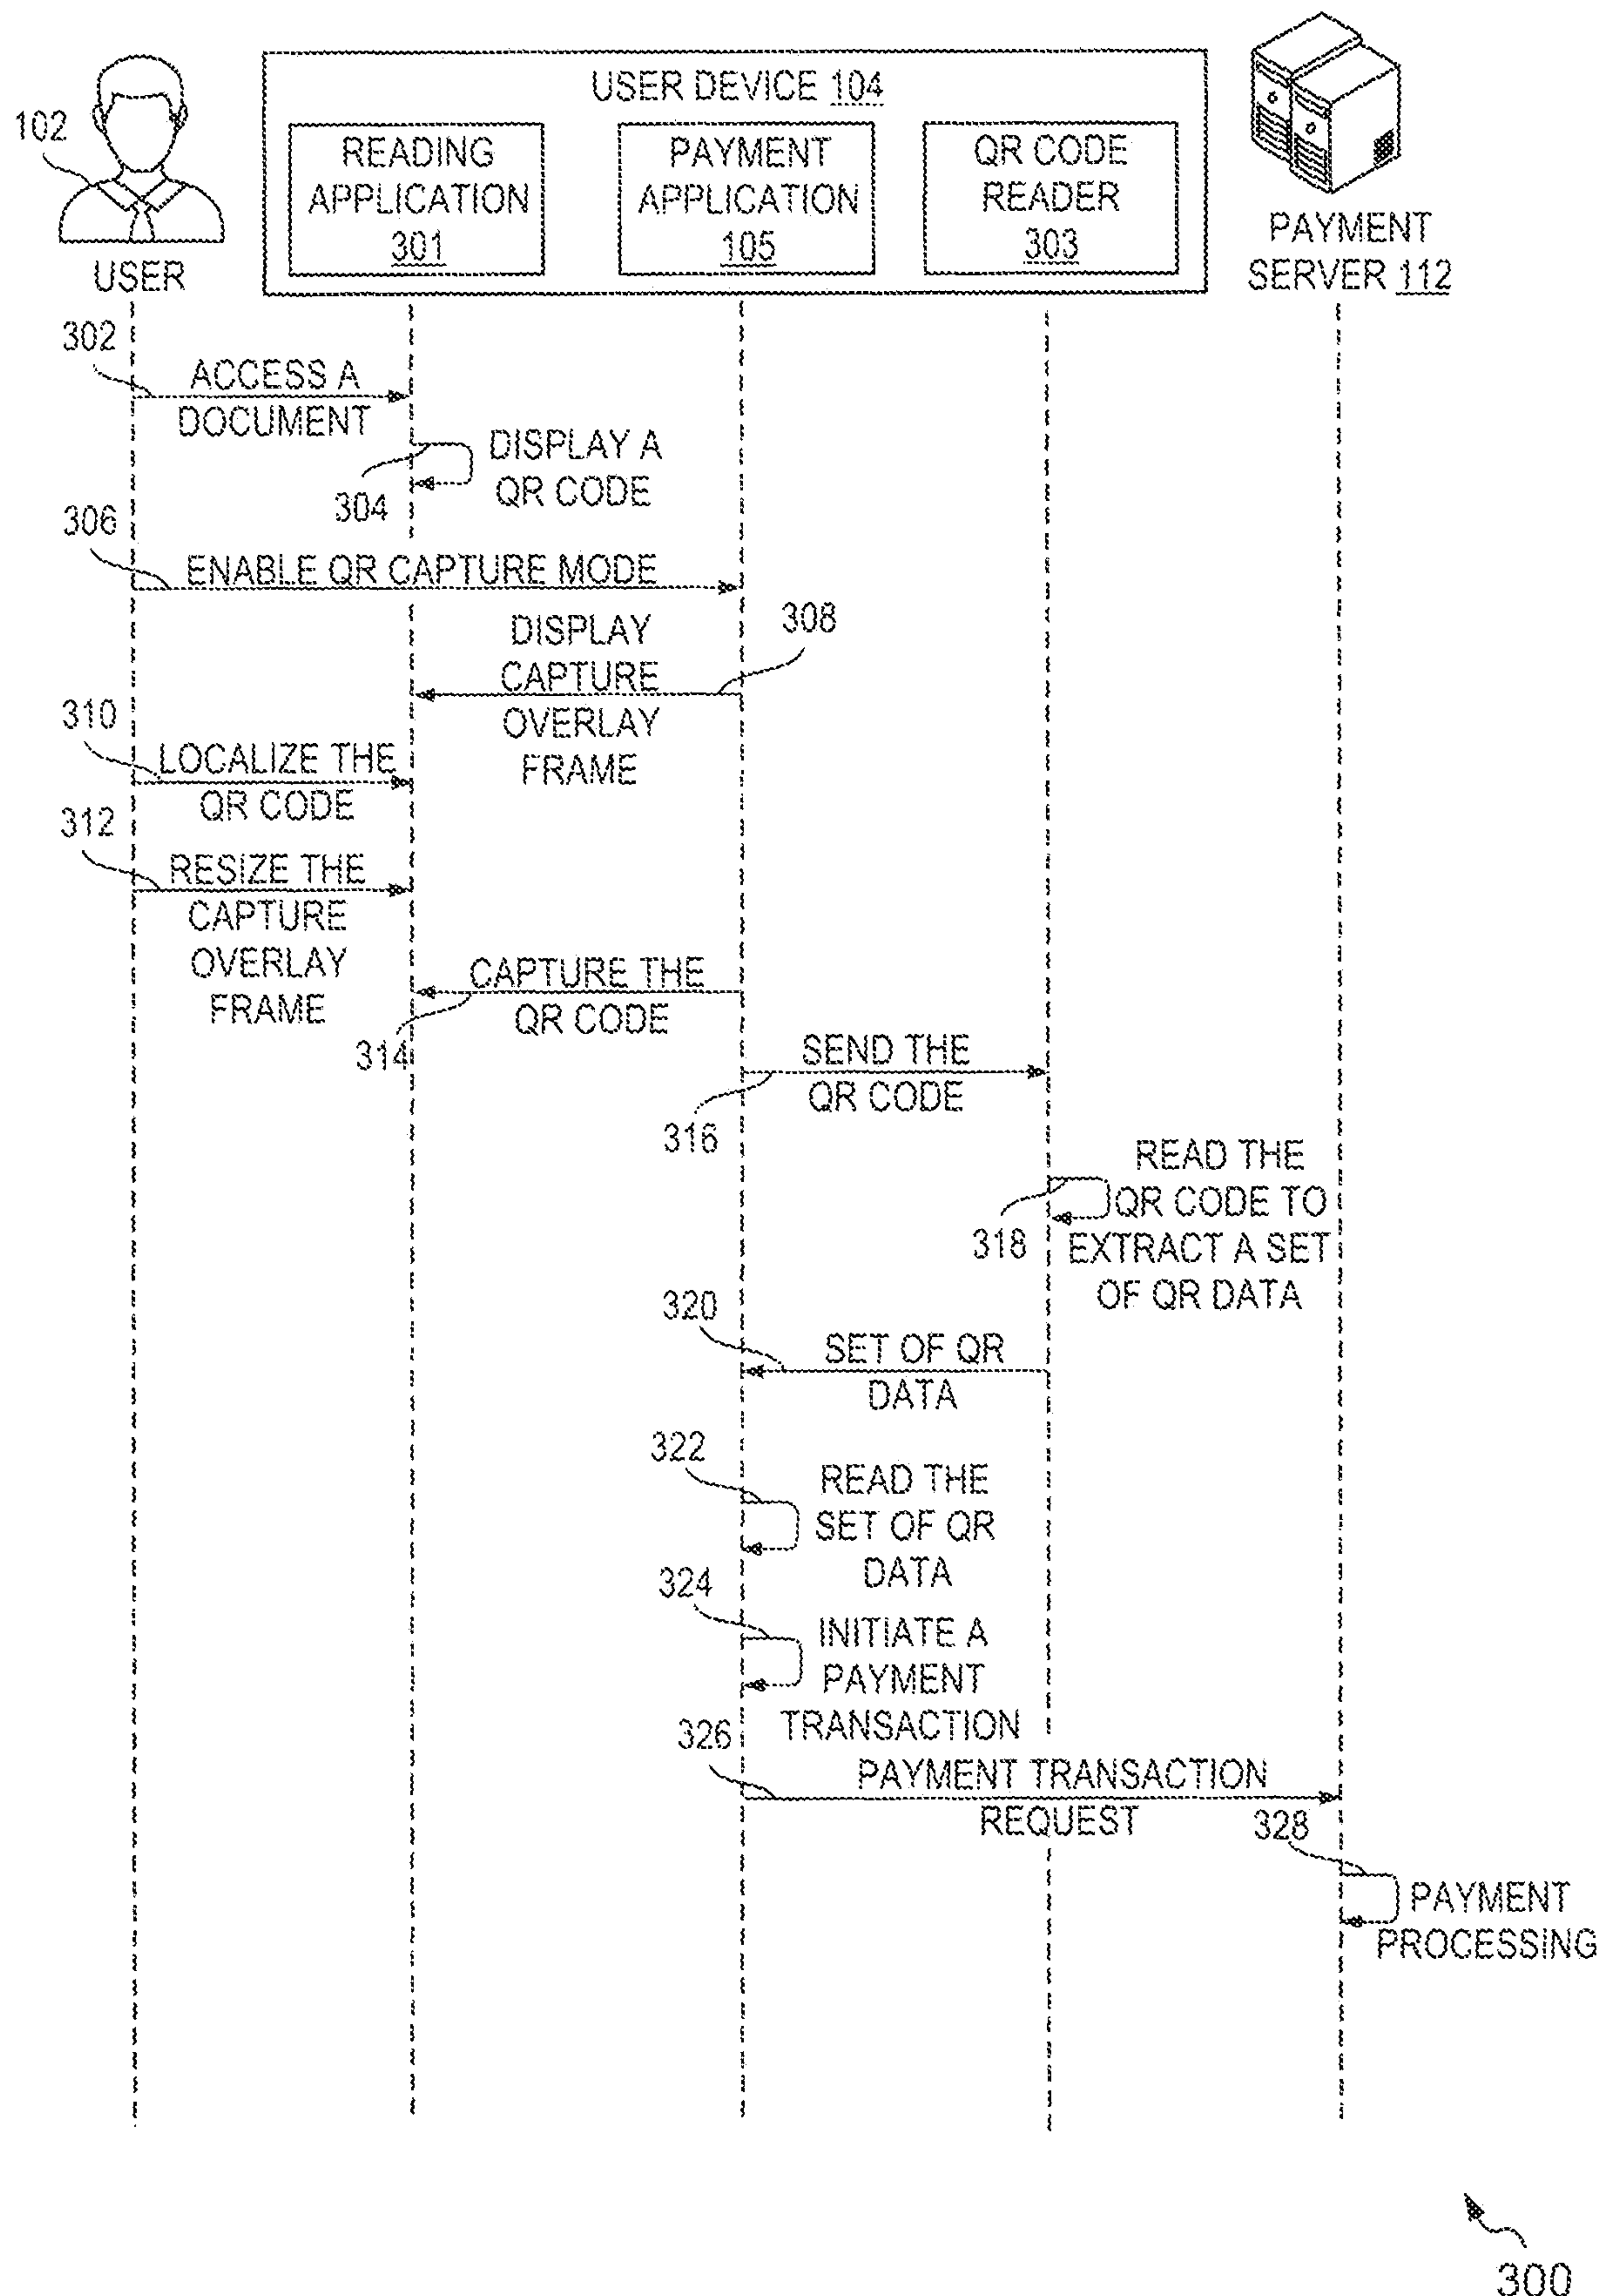 102
USER
USER DEVICE 104
READING
APPLICATION
301
PAYMENT
APPLICATION
105
QR CODE
READER
303
PAYMENT
SERVER 112
302
ACCESS A
DOCUMENT
304
DISPLAY A
QR CODE
306
ENABLE QR CAPTURE MODE
308
DISPLAY
CAPTURE
OVERLAY
FRAME
310
LOCALIZE THE
QR CODE
312
RESIZE THE
CAPTURE
OVERLAY
FRAME
314
CAPTURE THE
QR CODE
316
SEND THE
QR CODE
318
READ THE
QR CODE TO
EXTRACT A SET
OF QR DATA
320
SET OF QR
DATA
322
READ THE
SET OF QR
DATA
324
INITIATE A
PAYMENT
TRANSACTION
326
PAYMENT TRANSACTION
REQUEST
328
PAYMENT
PROCESSING
300